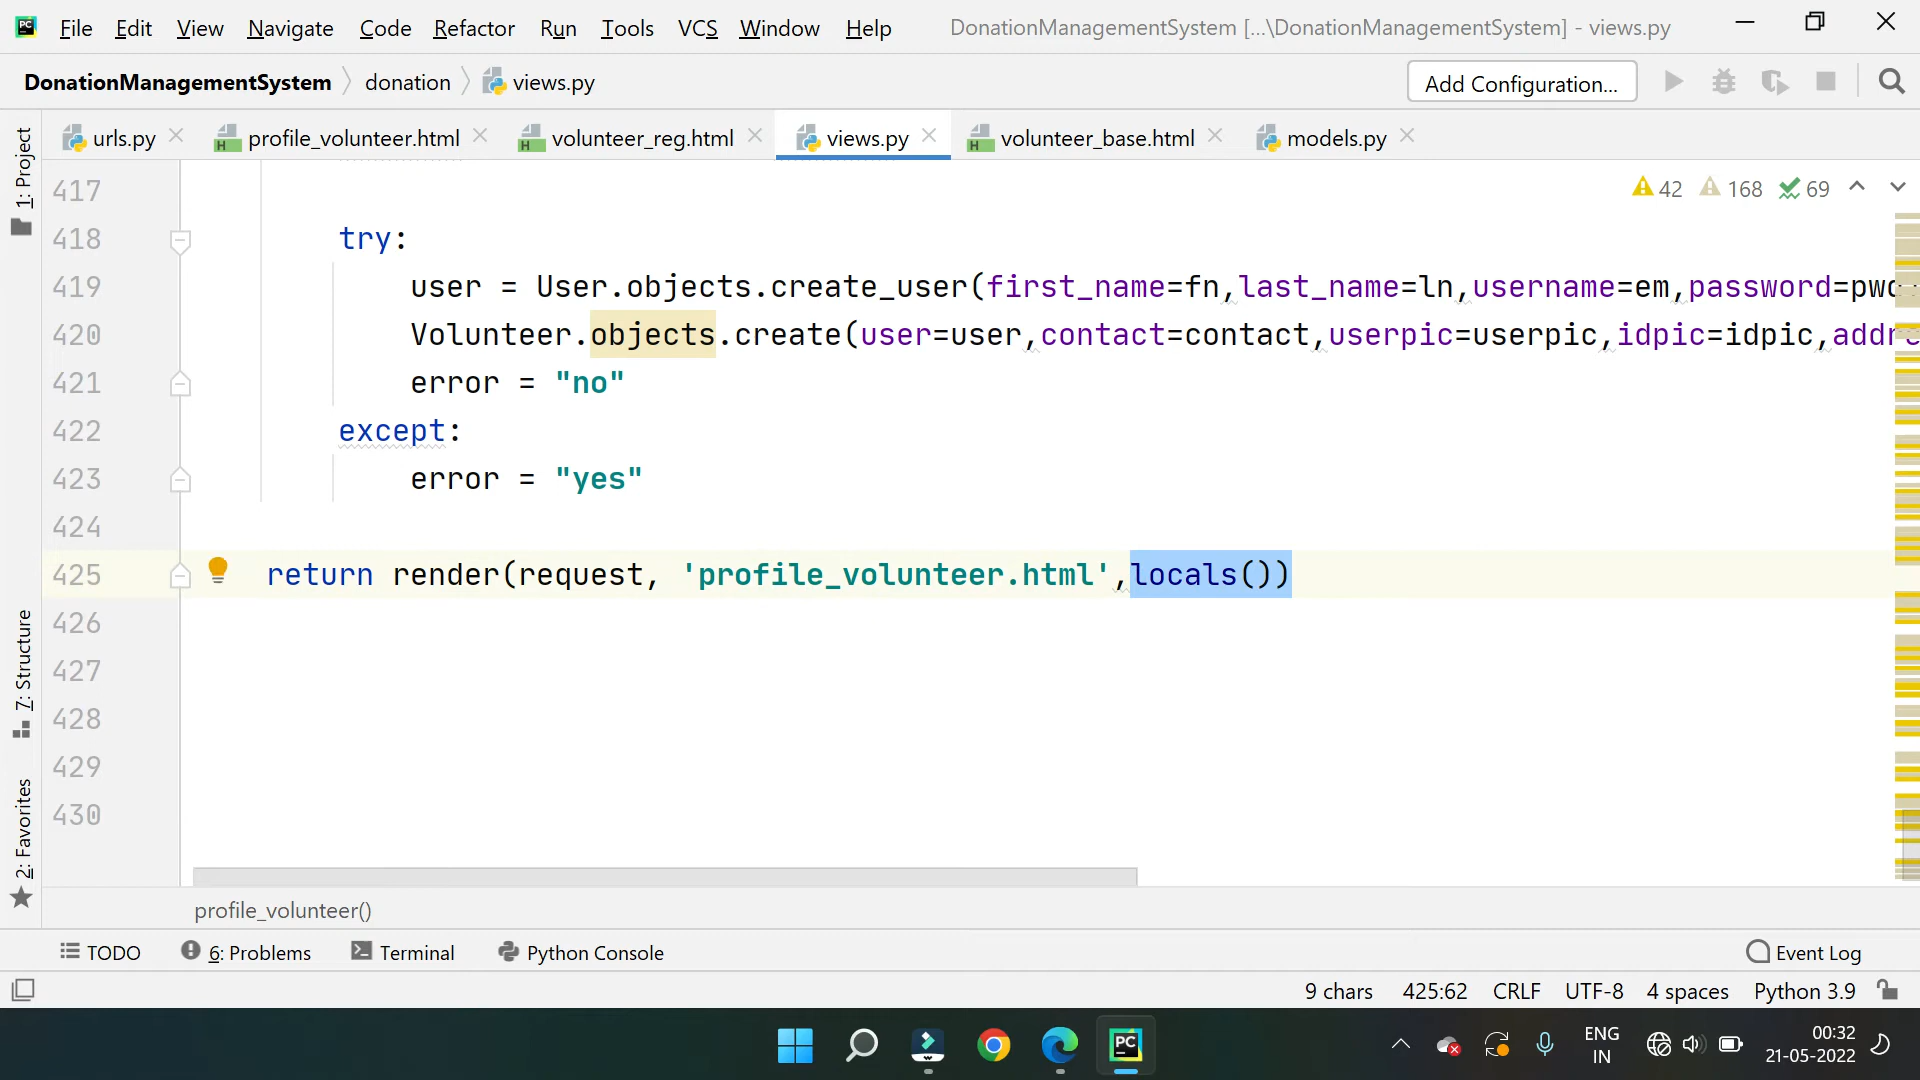 File Edit View Navigate Code Refactor Run Tools VCS Window Help DonationManagementSystem [...\DonationManagementSystem] - views.py
DonationManagementSystem donation views.py Add Configuration...
urls.py profile_volunteer.html volunteer_reg.html views.py volunteer_base.html models.py
1: Project
7: Structure
2: Favorites
42 168 69
417
418 try:
419 user = User.objects.create_user(first_name=fn,last_name=ln,username=em,password=pwd
420 Volunteer.objects.create(user=user,contact=contact,userpic=userpic,idpic=idpic,addre
421 error = "no"
422 except:
423 error = "yes"
424
425 return render(request, 'profile_volunteer.html',locals())
426
427
428
429
430
profile_volunteer()
TODO 6: Problems Terminal Python Console Event Log
9 chars 425:62 CRLF UTF-8 4 spaces Python 3.9
PC
ENG 00:32
IN 21-05-2022